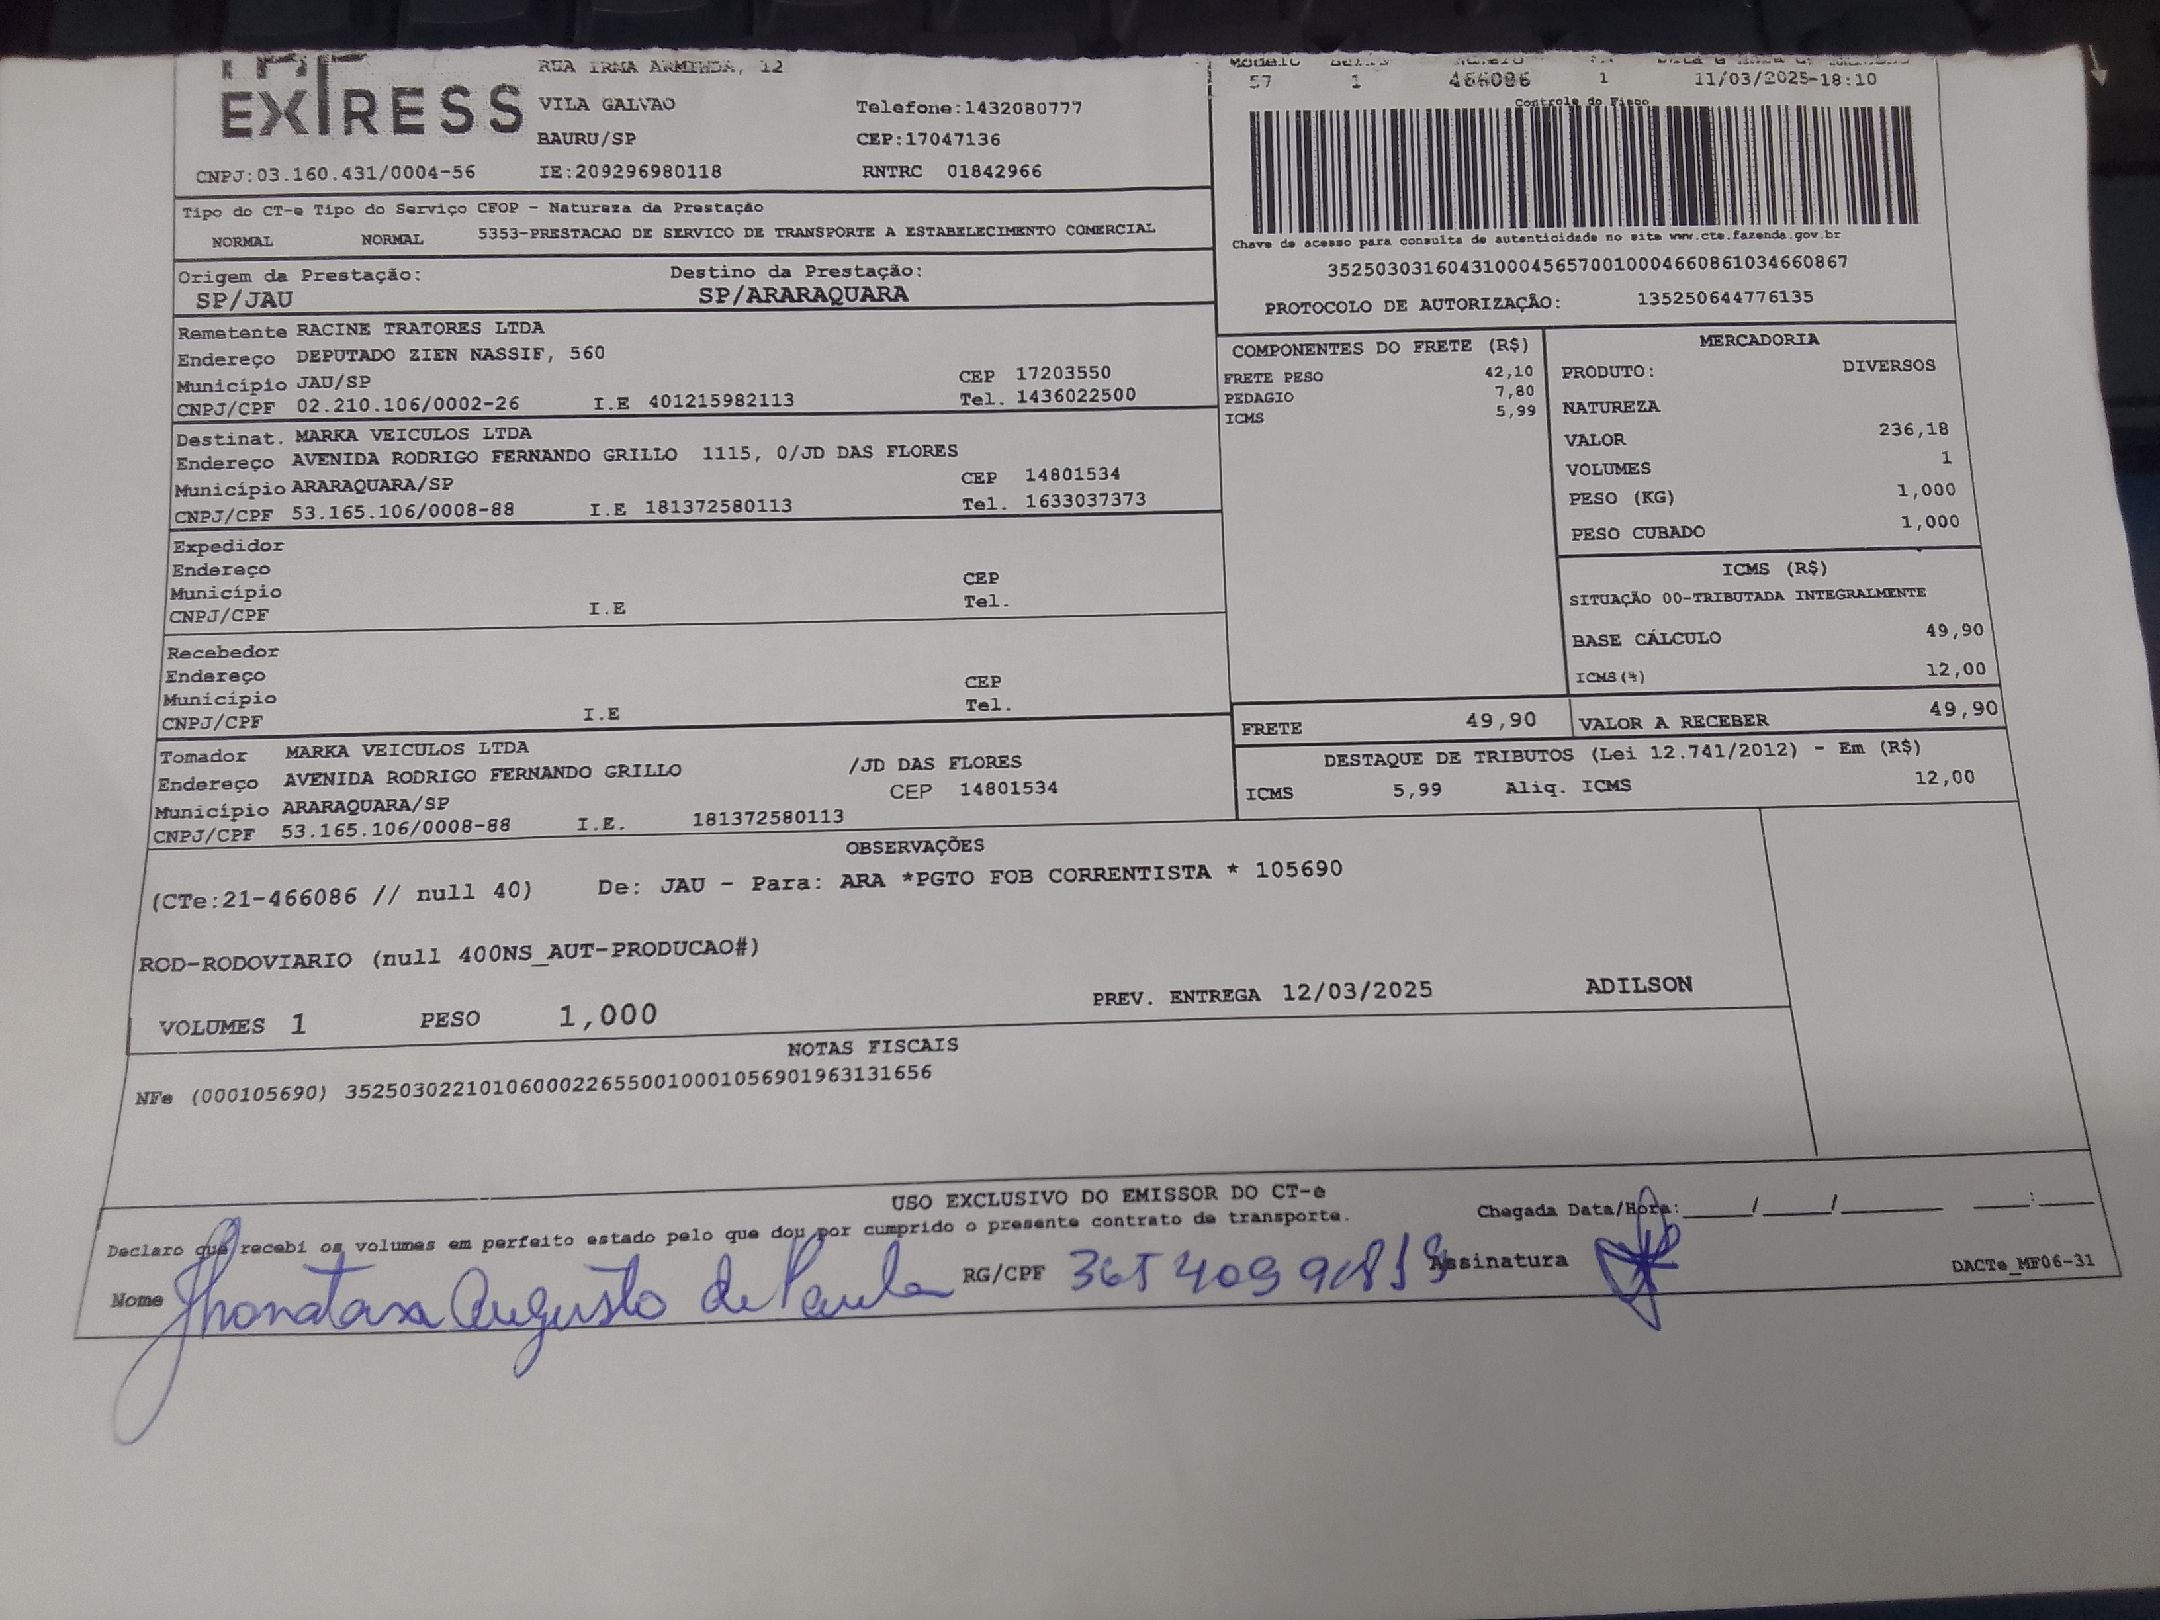 EXPRESS
RUA IRMA ARMINDA, 12
VILA GALVAO
Telefone:1432080777
BAURU/SP
CEP:17047136
CNPJ:03.160.431/0004-56
IE:209296980118
RNTRC 01842966
57 1 466086 1 11/03/2025-18:10
Controle do Fisco
Chave de acesso para consulta de autenticidade no site www.cte.fazenda.gov.br
35250303160431000456570010004660861034660867
PROTOCOLO DE AUTORIZAÇÃO: 135250644776135
Tipo do CT-e Tipo do Serviço CFOP - Natureza da Prestação
NORMAL NORMAL 5353-PRESTACAO DE SERVICO DE TRANSPORTE A ESTABELECIMENTO COMERCIAL
Origem da Prestação: Destino da Prestação:
SP/JAU SP/ARARAQUARA
Remetente RACINE TRATORES LTDA
Endereço DEPUTADO ZIEN NASSIF, 560
Município JAU/SP CEP 17203550
CNPJ/CPF 02.210.106/0002-26 I.E 401215982113 Tel. 1436022500
Destinat. MARKA VEICULOS LTDA
Endereço AVENIDA RODRIGO FERNANDO GRILLO 1115, 0/JD DAS FLORES
Município ARARAQUARA/SP CEP 14801534
CNPJ/CPF 53.165.106/0008-88 I.E 181372580113 Tel. 1633037373
Expedidor
Endereço
Município CEP
CNPJ/CPF I.E Tel.
Recebedor
Endereço
Município CEP
CNPJ/CPF I.E Tel.
Tomador MARKA VEICULOS LTDA
Endereço AVENIDA RODRIGO FERNANDO GRILLO /JD DAS FLORES
Município ARARAQUARA/SP CEP 14801534
CNPJ/CPF 53.165.106/0008-88 I.E. 181372580113
COMPONENTES DO FRETE (R$)
FRETE PESO 42,10
PEDAGIO 7,80
ICMS 5,99
MERCADORIA
PRODUTO: DIVERSOS
NATUREZA
VALOR 236,18
VOLUMES 1
PESO (KG) 1,000
PESO CUBADO 1,000
ICMS (R$)
SITUAÇÃO 00-TRIBUTADA INTEGRALMENTE
BASE CÁLCULO 49,90
ICMS(%) 12,00
FRETE 49,90 VALOR A RECEBER 49,90
DESTAQUE DE TRIBUTOS (Lei 12.741/2012) - Em (R$)
ICMS 5,99 Aliq. ICMS 12,00
OBSERVAÇÕES
(CTe:21-466086 // null 40) De: JAU - Para: ARA *PGTO FOB CORRENTISTA * 105690
ROD-RODOVIARIO (null 400NS_AUT-PRODUCAO#)
VOLUMES 1 PESO 1,000 PREV. ENTREGA 12/03/2025 ADILSON
NOTAS FISCAIS
NFe (000105690) 35250302210106000226550010001056901963131656
USO EXCLUSIVO DO EMISSOR DO CT-e
Declaro que recebi os volumes em perfeito estado pelo que dou por cumprido o presente contrato de transporte. Chegada Data/Hora:____/____/______ ___:___
Nome Jhonatan Augusto de Paula RG/CPF Assinatura
DACTe_MF06-31